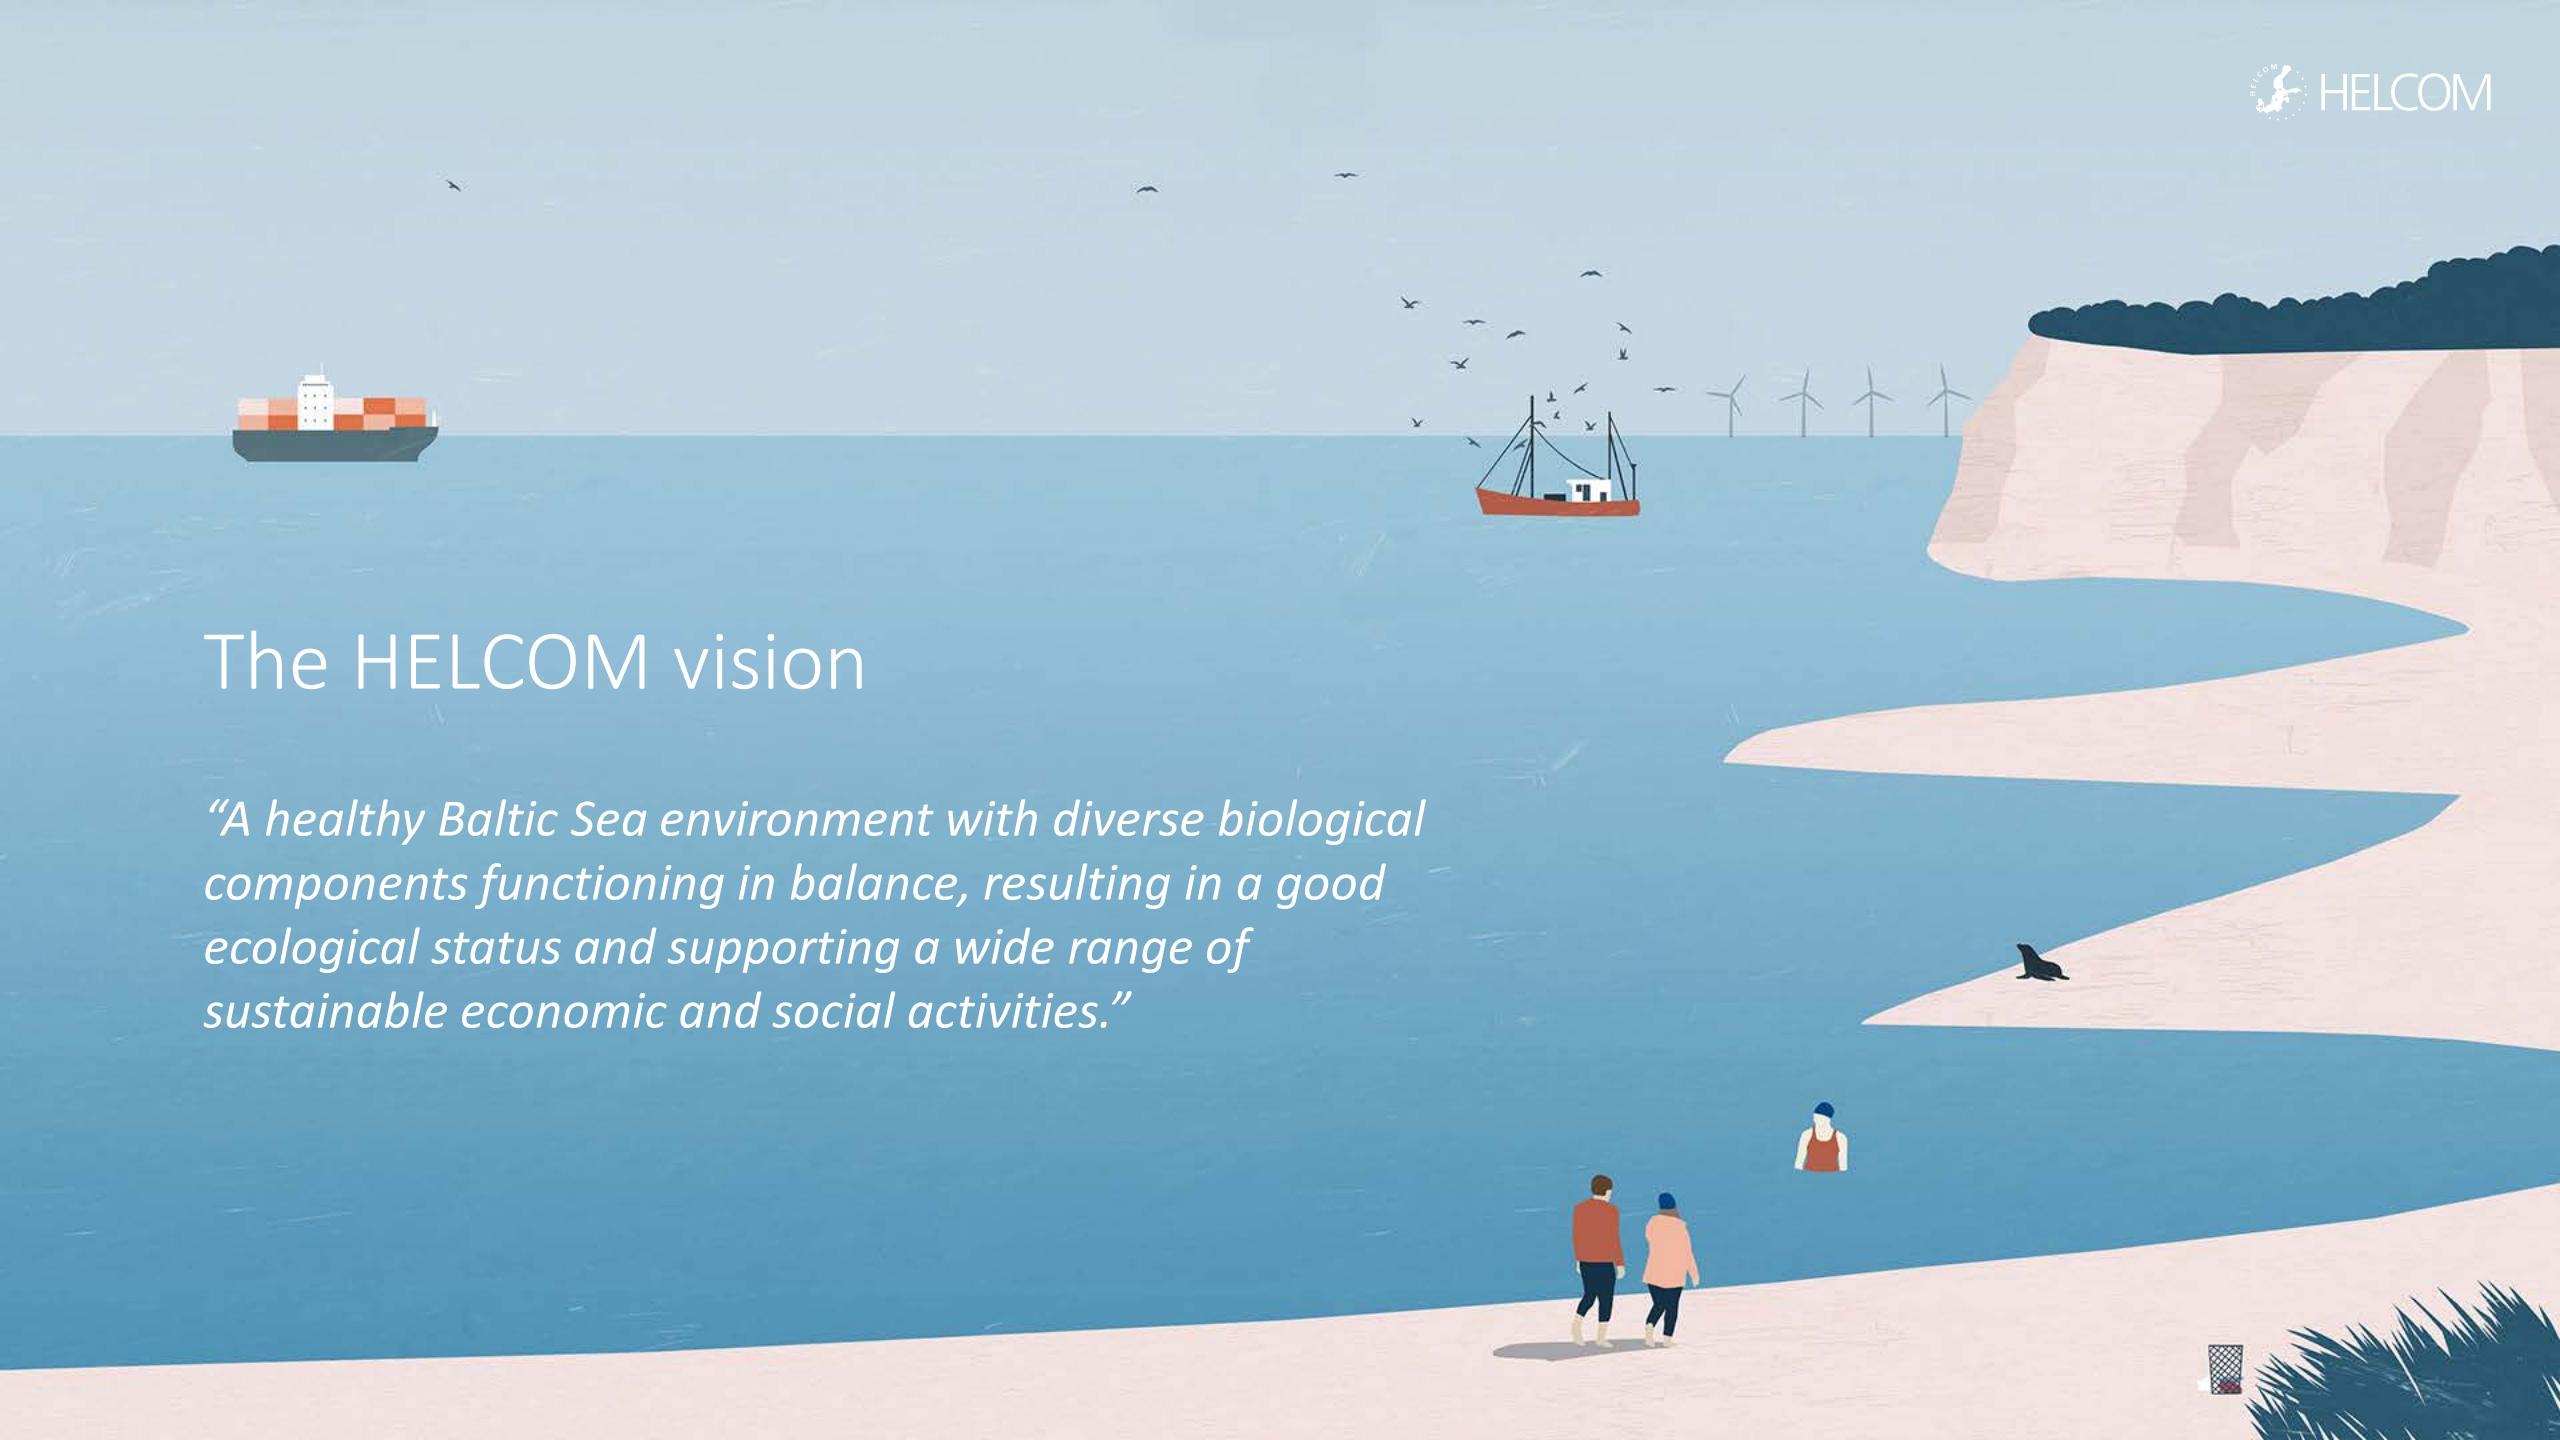 HELCOM
HELCOM
The HELCOM vision
“A healthy Baltic Sea environment with diverse biological
components functioning in balance, resulting in a good
ecological status and supporting a wide range of
sustainable economic and social activities.”